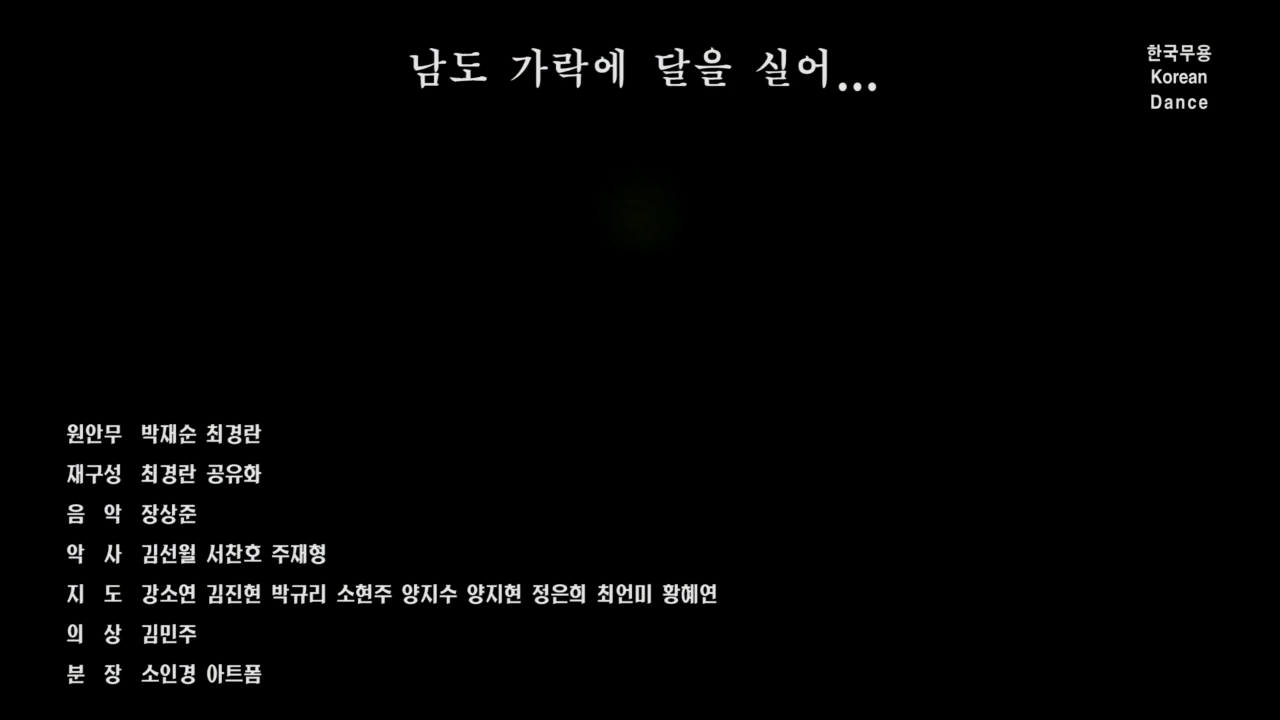 남도 가락에 달을 실어...
한국무용
Korean
Dance
원안무 박재순 최경란
재구성 최경란 공유화
음 악 장상준
악 사 김선월 서찬호 주재형
지 도 강소연 김진현 박규리 소현주 양지수 양지현 정은희 최언미 황혜연
의 상 김민주
분 장 소인경 아트폼